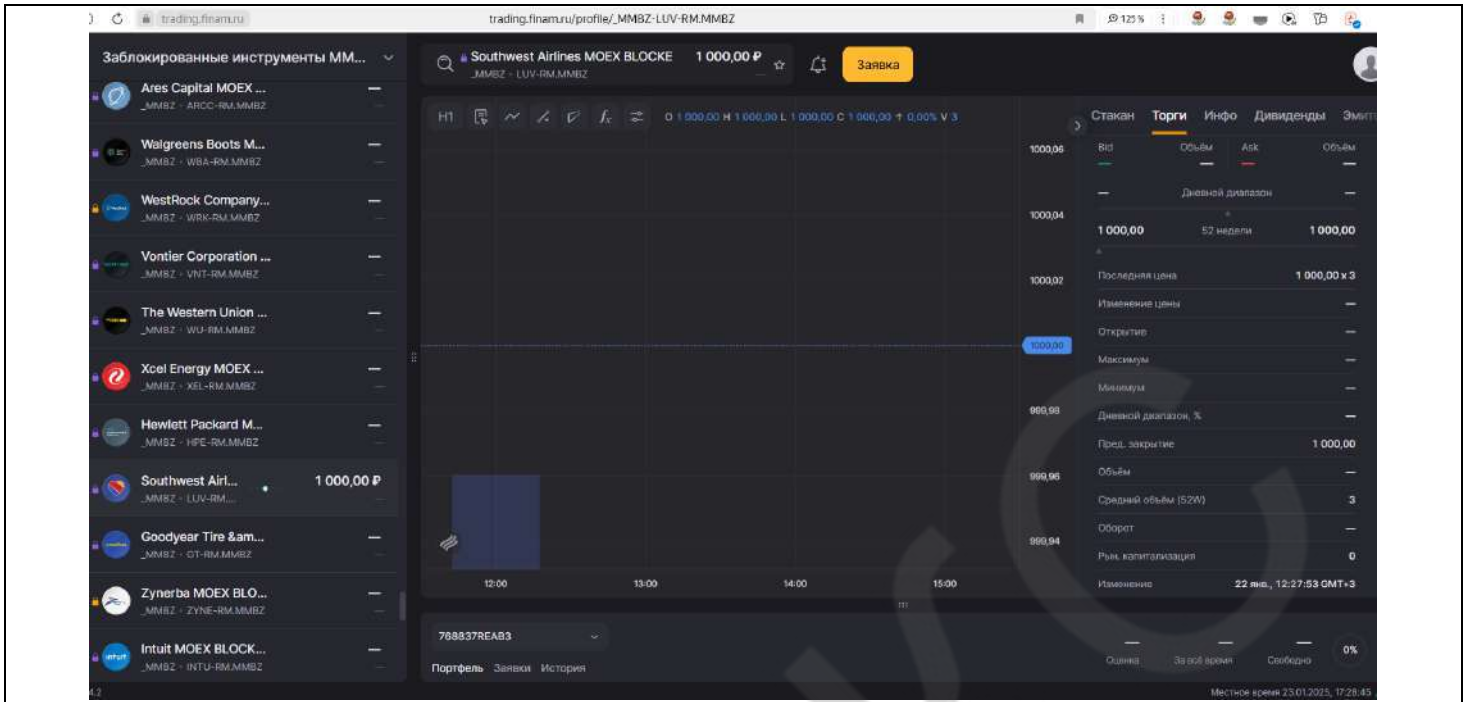 trading.finam.ru
trading.finam.ru/profile/_MMBZ-LUV-RM.MMBZ
125 %
Заблокированные инструменты MM...
Ares Capital MOEX ...
—
_MMBZ · ARCC-RM.MMBZ
Walgreens Boots M...
—
_MMBZ · WBA-RM.MMBZ
WestRock Company...
—
_MMBZ · WRK-RM.MMBZ
Vontier Corporation ...
—
_MMBZ · VNT-RM.MMBZ
The Western Union ...
—
_MMBZ · WU-RM.MMBZ
Xcel Energy MOEX ...
—
_MMBZ · XEL-RM.MMBZ
Hewlett Packard M...
—
_MMBZ · HPE-RM.MMBZ
Southwest Airl...
1 000,00 ₽
_MMBZ · LUV-RM....
Goodyear Tire &am...
—
_MMBZ · GT-RM.MMBZ
Zynerba MOEX BLO...
—
_MMBZ · ZYNE-RM.MMBZ
Intuit MOEX BLOCK...
—
_MMBZ · INTU-RM.MMBZ
4.2
Southwest Airlines MOEX BLOCKE
1 000,00 ₽
_MMBZ · LUV-RM.MMBZ
—
Заявка
H1
O 1 000,00 H 1 000,00 L 1 000,00 C 1 000,00 + 0,00% V 3
1000,06
1000,04
1000,02
1000,00
999,98
999,96
999,94
12:00 13:00 14:00 15:00
Стакан Торги Инфо Дивиденды Эмит
Bid Объём Ask Объём
— — — —
— Дневной диапазон —
1 000,00 52 недели 1 000,00
Последняя цена 1 000,00 x 3
Изменение цены —
Открытие —
Максимум —
Минимум —
Дневной диапазон, % —
Пред. закрытие 1 000,00
Объём —
Средний объём (52W) 3
Оборот —
Рын. капитализация 0
Изменение 22 янв., 12:27:53 GMT+3
768837REAB3
Портфель Заявки История
— — —
Оценка За всё время Свободно
0%
Местное время 23.01.2025, 17:28:45